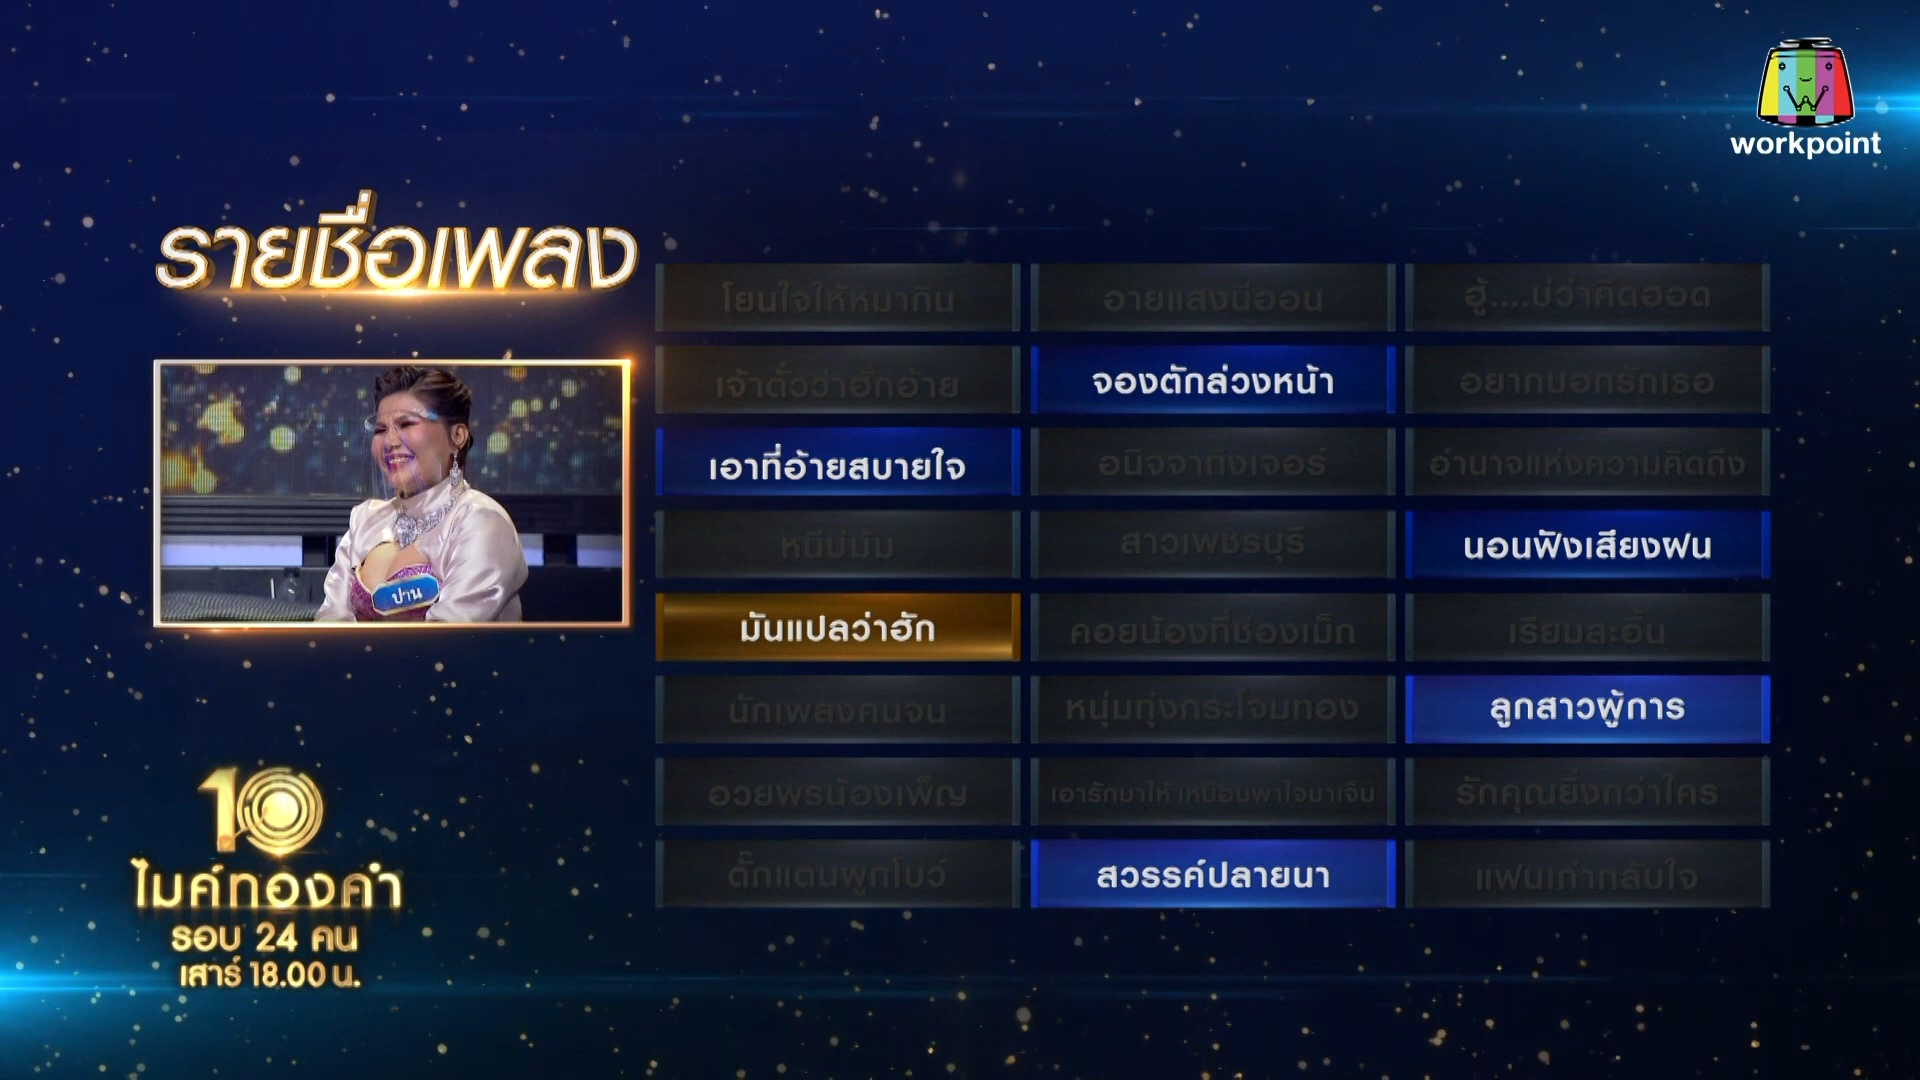 workpoint
รายชื่อเพลง
โยนใจให้หมากิน
อายแสงนีออน
ฮู้....บ่ว่าคึดฮอด
เจ้าตั่วว่าฮักอ้าย
จองตักล่วงหน้า
อยากบอกรักเธอ
เอาที่อ้ายสบายใจ
อนิจจาทิงเจอร์
อำนาจแห่งความคิดถึง
หนีบ่ม้ม
สาวเพชรบุรี
นอนฟังเสียงฝน
มันแปลว่าฮัก
คอยน้องที่ช่องเม็ก
เรียมสะอื้น
นักเพลงคนจน
หนุ่มทุ่งกระโจมทอง
ลูกสาวผู้การ
อวยพรน้องเพ็ญ
เอารักมาให้ เหมือนพาใจมาเจ็บ
รักคุณยิ่งกว่าใคร
ตั๊กแตนผูกโบว์
สวรรค์ปลายนา
แฟนเก่ากลับใจ
ปาน
10
ไมค์ทองคำ
รอบ 24 คน
เสาร์ 18.00 น.